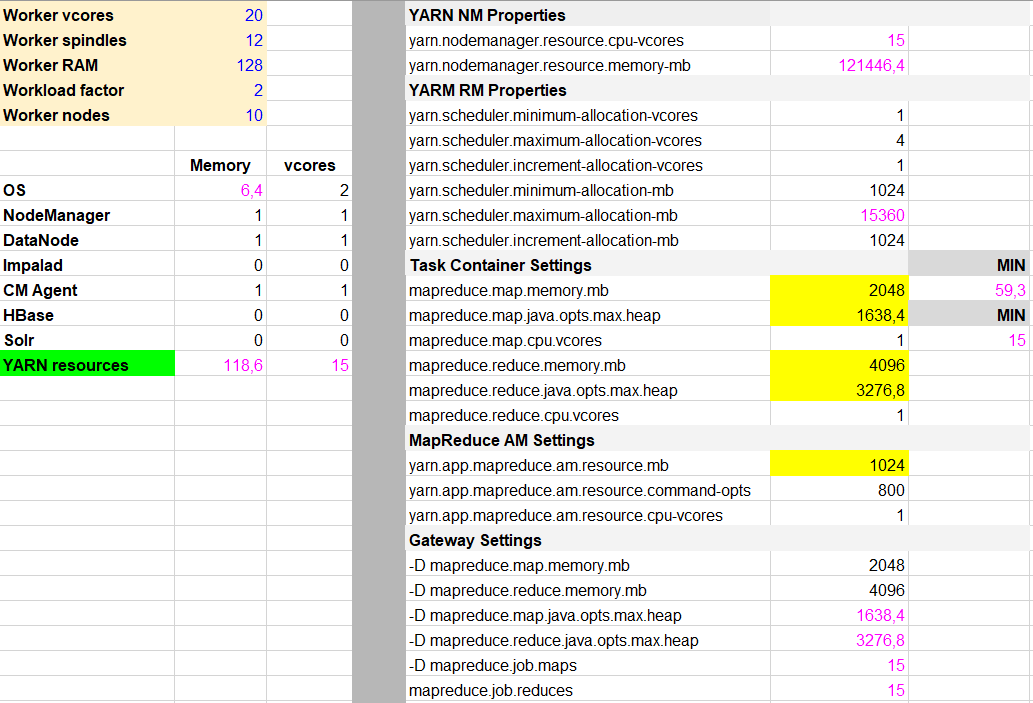 Worker vcores 20
Worker spindles 12
Worker RAM 128
Workload factor 2
Worker nodes 10
Memory vcores
OS 6,4 2
NodeManager 1 1
DataNode 1 1
Impalad 0 0
CM Agent 1 1
HBase 0 0
Solr 0 0
YARN resources 118,6 15
YARN NM Properties
yarn.nodemanager.resource.cpu-vcores 15
yarn.nodemanager.resource.memory-mb 121446,4
YARM RM Properties
yarn.scheduler.minimum-allocation-vcores 1
yarn.scheduler.maximum-allocation-vcores 4
yarn.scheduler.increment-allocation-vcores 1
yarn.scheduler.minimum-allocation-mb 1024
yarn.scheduler.maximum-allocation-mb 15360
yarn.scheduler.increment-allocation-mb 1024
Task Container Settings MIN
mapreduce.map.memory.mb 2048 59,3
mapreduce.map.java.opts.max.heap 1638,4 MIN
mapreduce.map.cpu.vcores 1 15
mapreduce.reduce.memory.mb 4096
mapreduce.reduce.java.opts.max.heap 3276,8
mapreduce.reduce.cpu.vcores 1
MapReduce AM Settings
yarn.app.mapreduce.am.resource.mb 1024
yarn.app.mapreduce.am.resource.command-opts 800
yarn.app.mapreduce.am.resource.cpu-vcores 1
Gateway Settings
-D mapreduce.map.memory.mb 2048
-D mapreduce.reduce.memory.mb 4096
-D mapreduce.map.java.opts.max.heap 1638,4
-D mapreduce.reduce.java.opts.max.heap 3276,8
-D mapreduce.job.maps 15
mapreduce.job.reduces 15